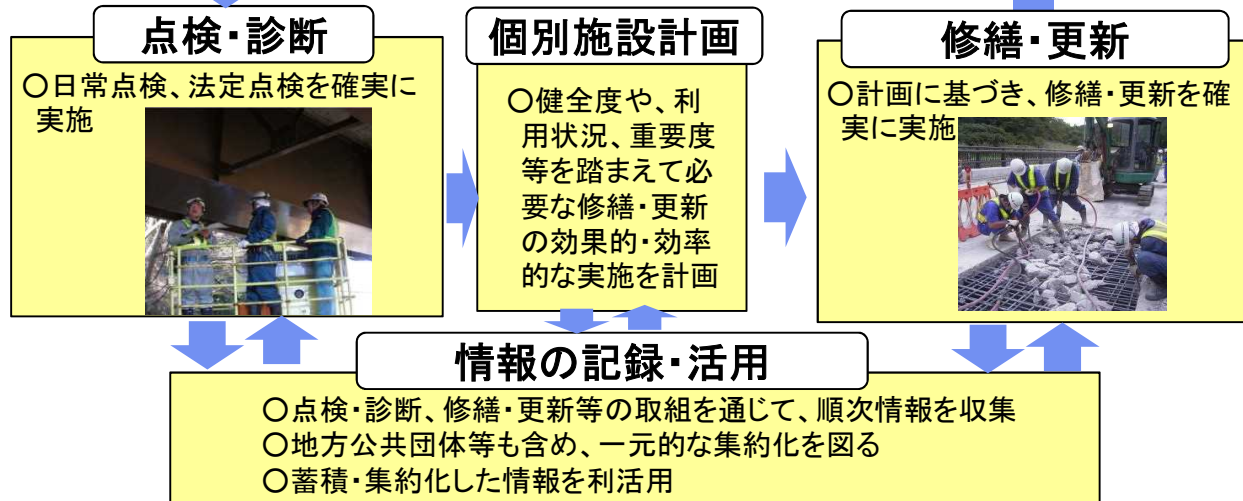 点検・診断
〇日常点検、法定点検を確実に
実施
個別施設計画
〇健全度や、利
用状況、重要度
等を踏まえて必
要な修繕・更新
の効果的・効率
的な実施を計画
修繕・更新
〇計画に基づき、修繕・更新を確
実に実施
情報の記録・活用
〇点検・診断、修繕・更新等の取組を通じて、順次情報を収集
〇地方公共団体等も含め、一元的な集約化を図る
〇蓄積・集約化した情報を利活用